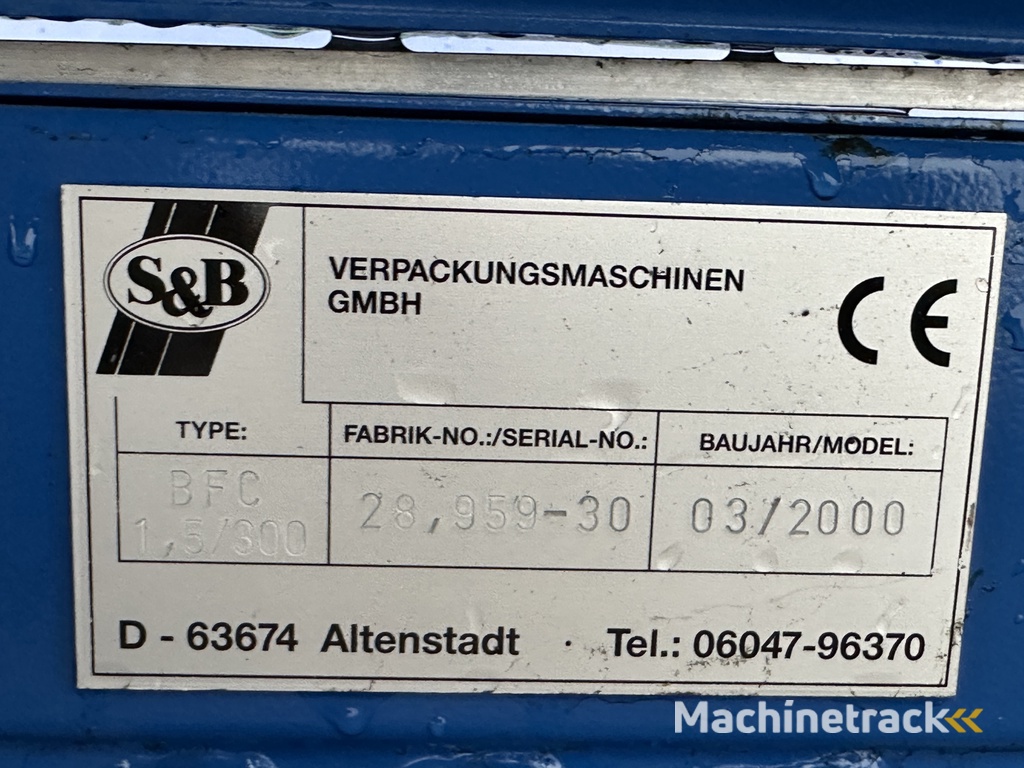 S&B
VERPACKUNGSMASCHINEN
GMBH
CE
TYPE:
BFC
1,5/300
FABRIK-NO.:/SERIAL-NO.:
28,959-30
BAUJAHR/MODEL:
03/2000
D - 63674 Altenstadt · Tel.: 06047-96370
Machinetrack